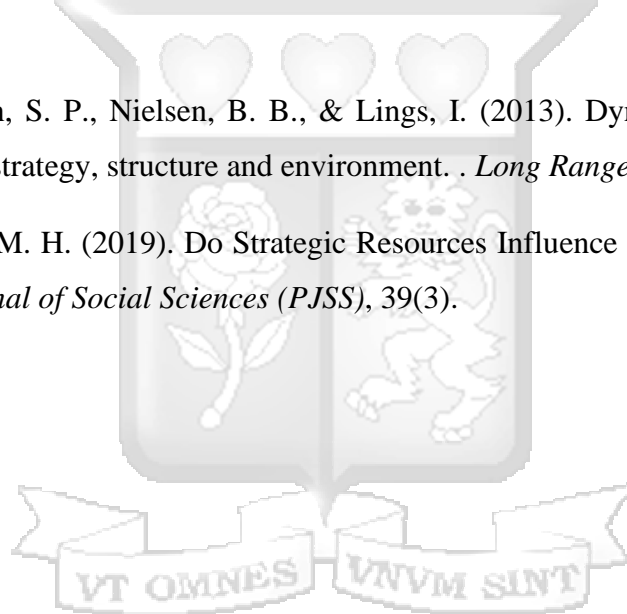 n, S. P., Nielsen, B. B., & Lings, I. (2013). Dyn
strategy, structure and environment. . Long Range
M. H. (2019). Do Strategic Resources Influence
nal of Social Sciences (PJSS), 39(3).
VT OMNES VNVM SINT